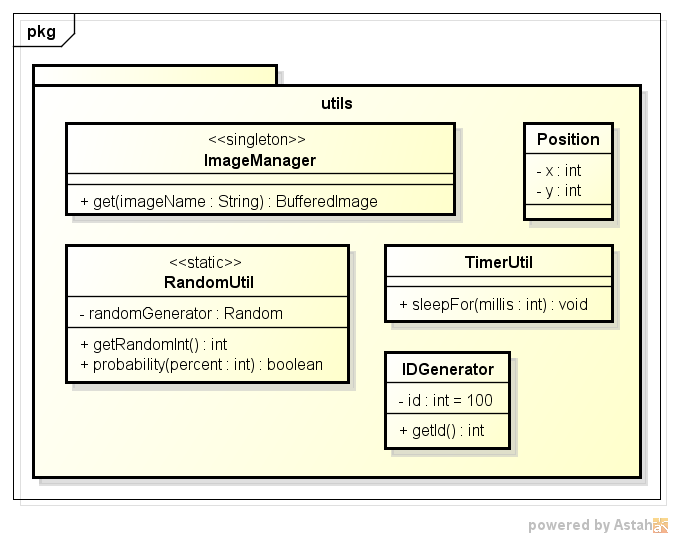 pkg
utils
<<singleton>>
ImageManager
+ get(imageName : String) : BufferedImage
Position
- x : int
- y : int
<<static>>
RandomUtil
- randomGenerator : Random
+ getRandomInt() : int
+ probability(percent : int) : boolean
TimerUtil
+ sleepFor(millis : int) : void
IDGenerator
- id : int = 100
+ getId() : int
powered by Astah